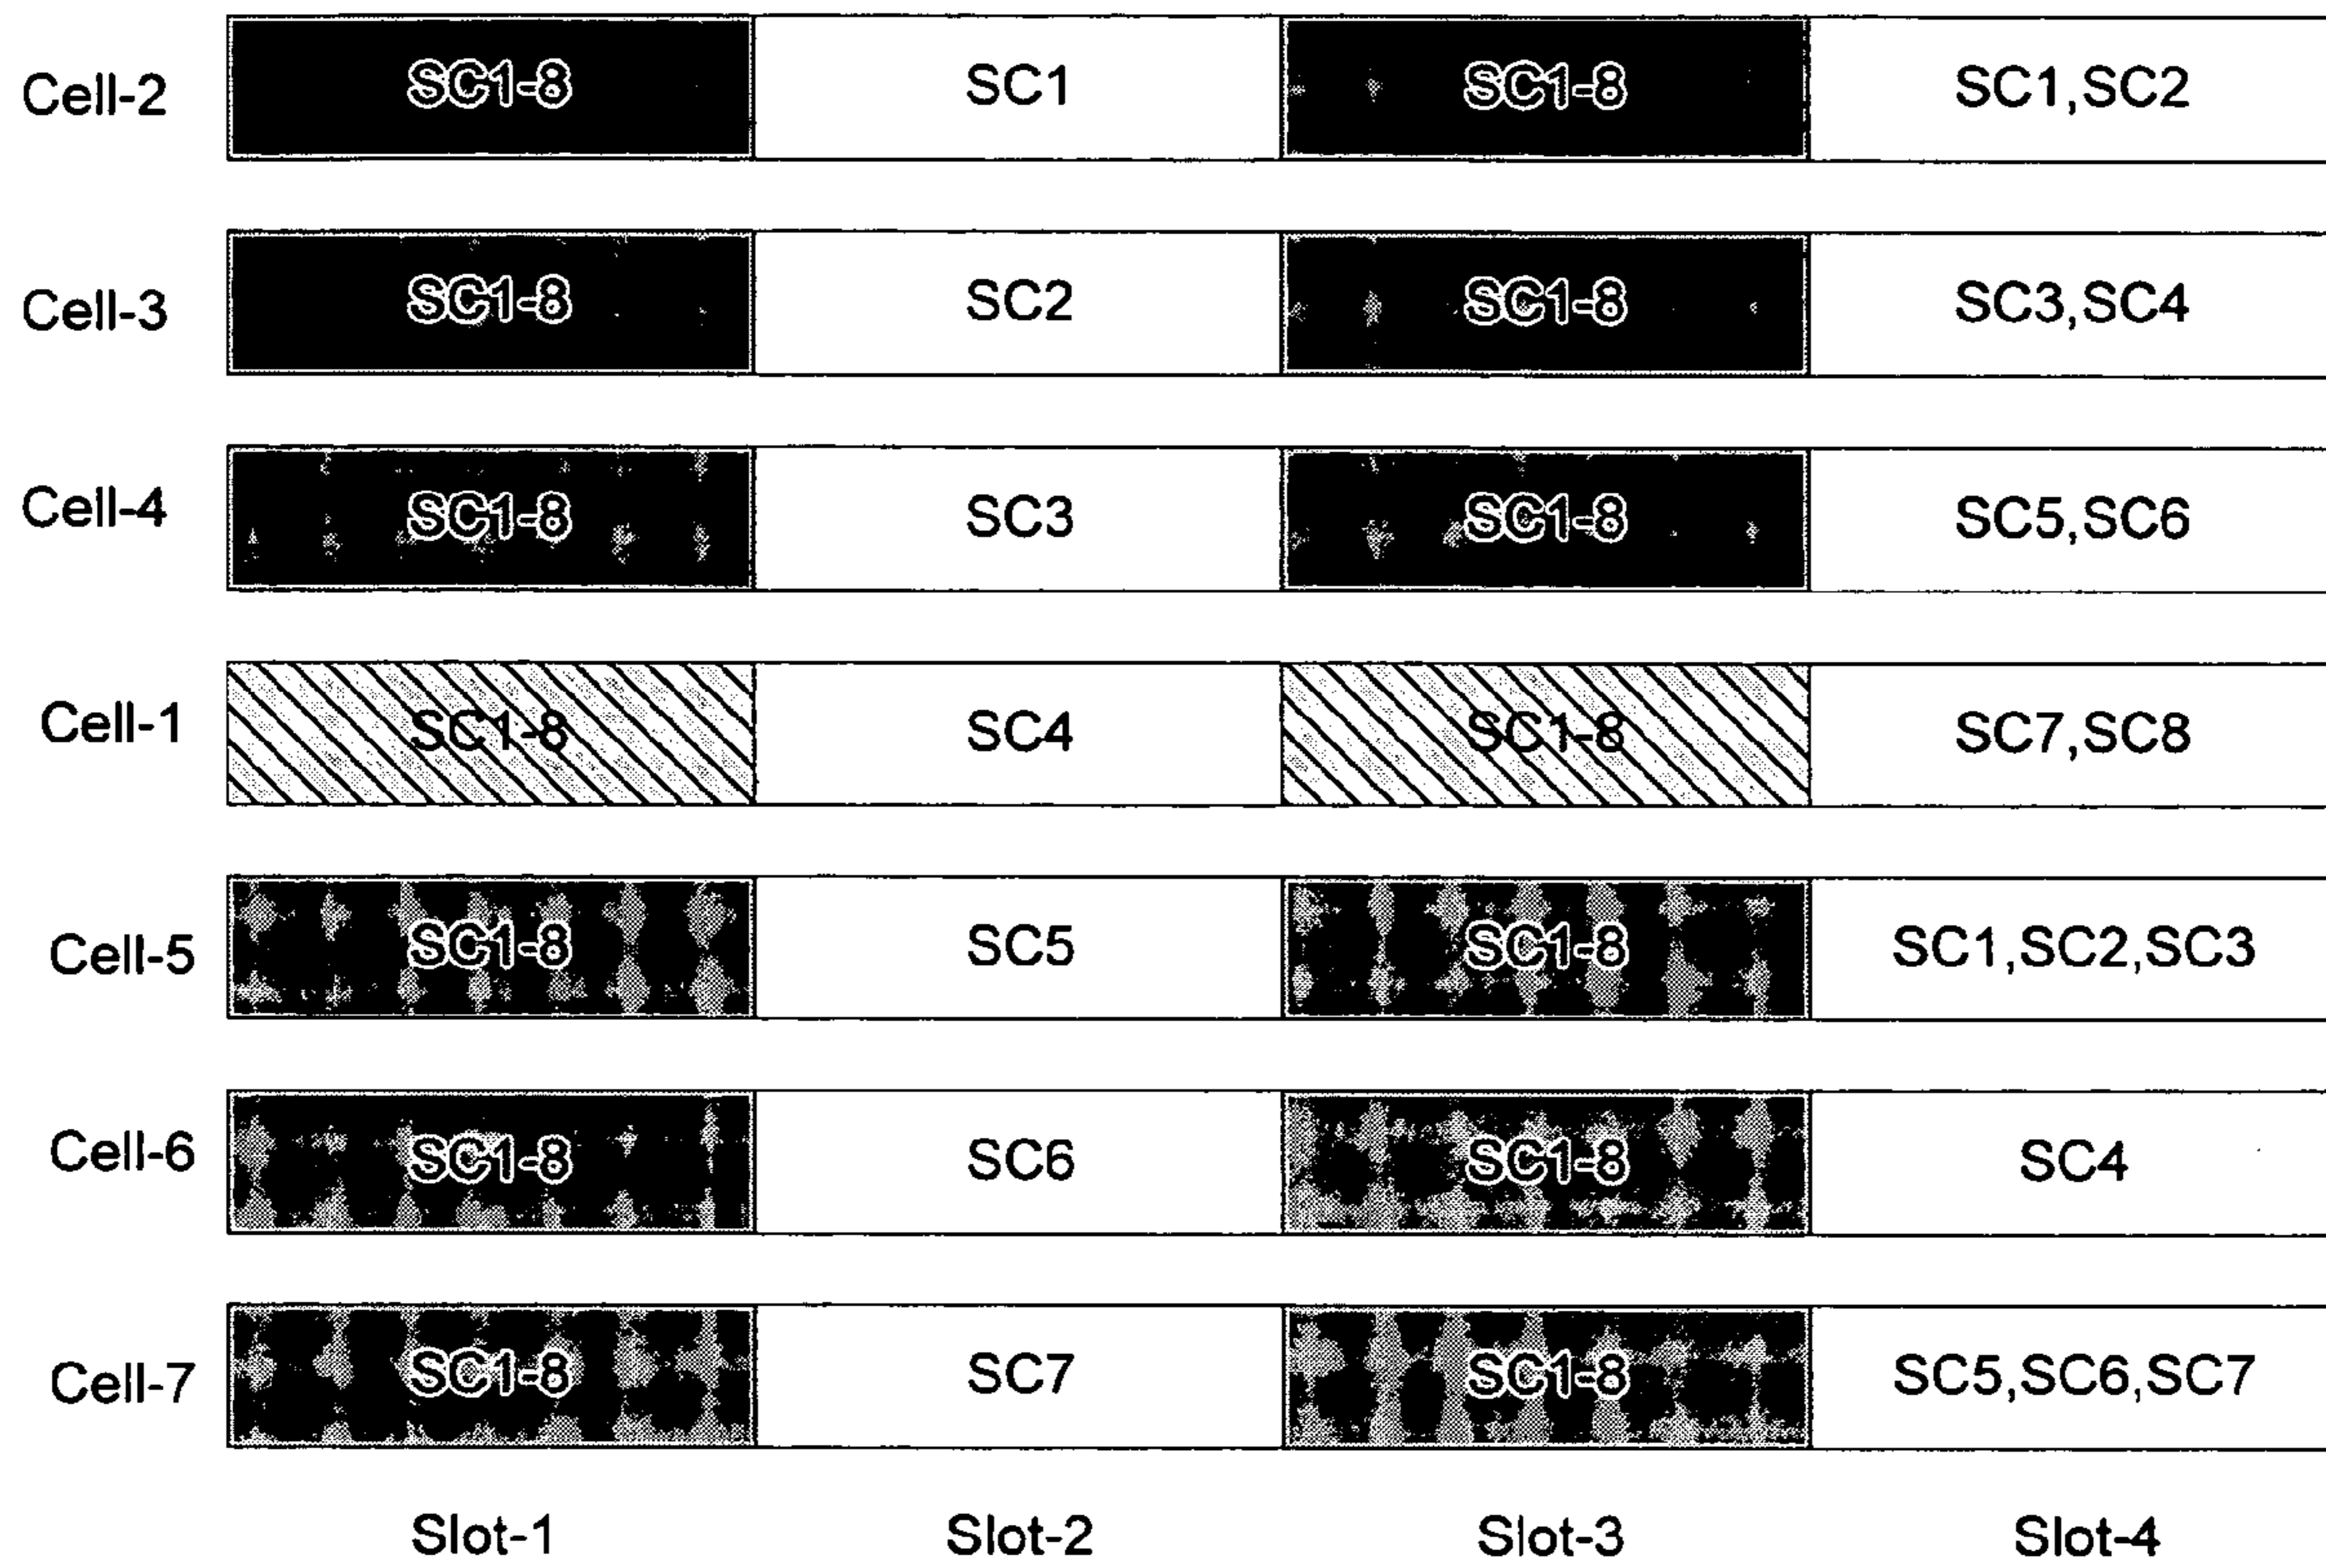 Cell-2 SC1-8 SC1 SC1-8 SC1,SC2
Cell-3 SC1-8 SC2 SC1-8 SC3,SC4
Cell-4 SC1-8 SC3 SC1-8 SC5,SC6
Cell-1 SC1-8 SC4 SC1-8 SC7,SC8
Cell-5 SC1-8 SC5 SC1-8 SC1,SC2,SC3
Cell-6 SC1-8 SC6 SC1-8 SC4
Cell-7 SC1-8 SC7 SC1-8 SC5,SC6,SC7
Slot-1 Slot-2 Slot-3 Slot-4